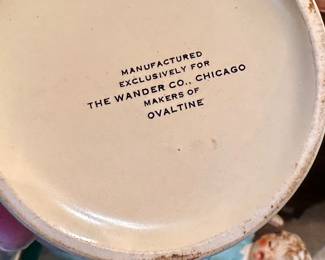 MANUFACTURED
EXCLUSIVELY FOR
THE WANDER CO., CHICAGO
MAKERS OF
OVALTINE